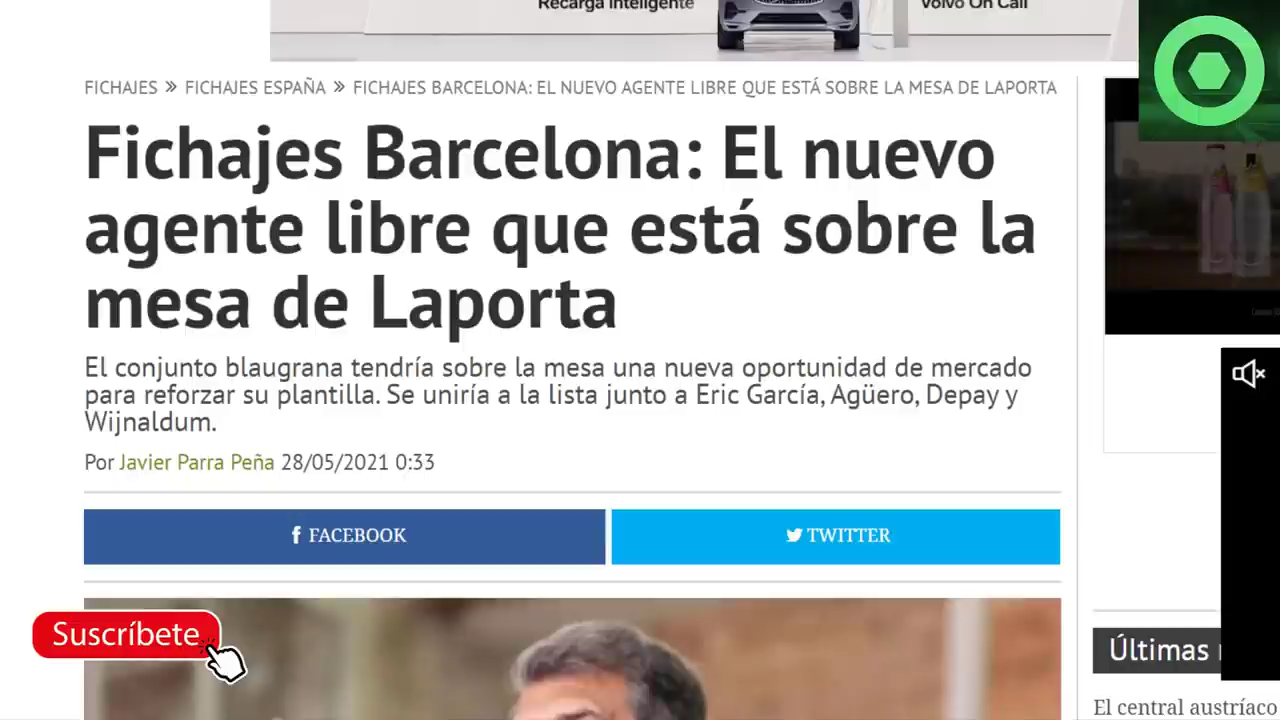 Recarga Inteligente
Volvo On Call
FICHAJES » FICHAJES ESPAÑA » FICHAJES BARCELONA: EL NUEVO AGENTE LIBRE QUE ESTÁ SOBRE LA MESA DE LAPORTA
Fichajes Barcelona: El nuevo
agente libre que está sobre la
mesa de Laporta
El conjunto blaugrana tendría sobre la mesa una nueva oportunidad de mercado
para reforzar su plantilla. Se uniría a la lista junto a Eric García, Agüero, Depay y
Wijnaldum.
Por Javier Parra Peña 28/05/2021 0:33
FACEBOOK
TWITTER
Suscríbete
Últimas
El central austríaco